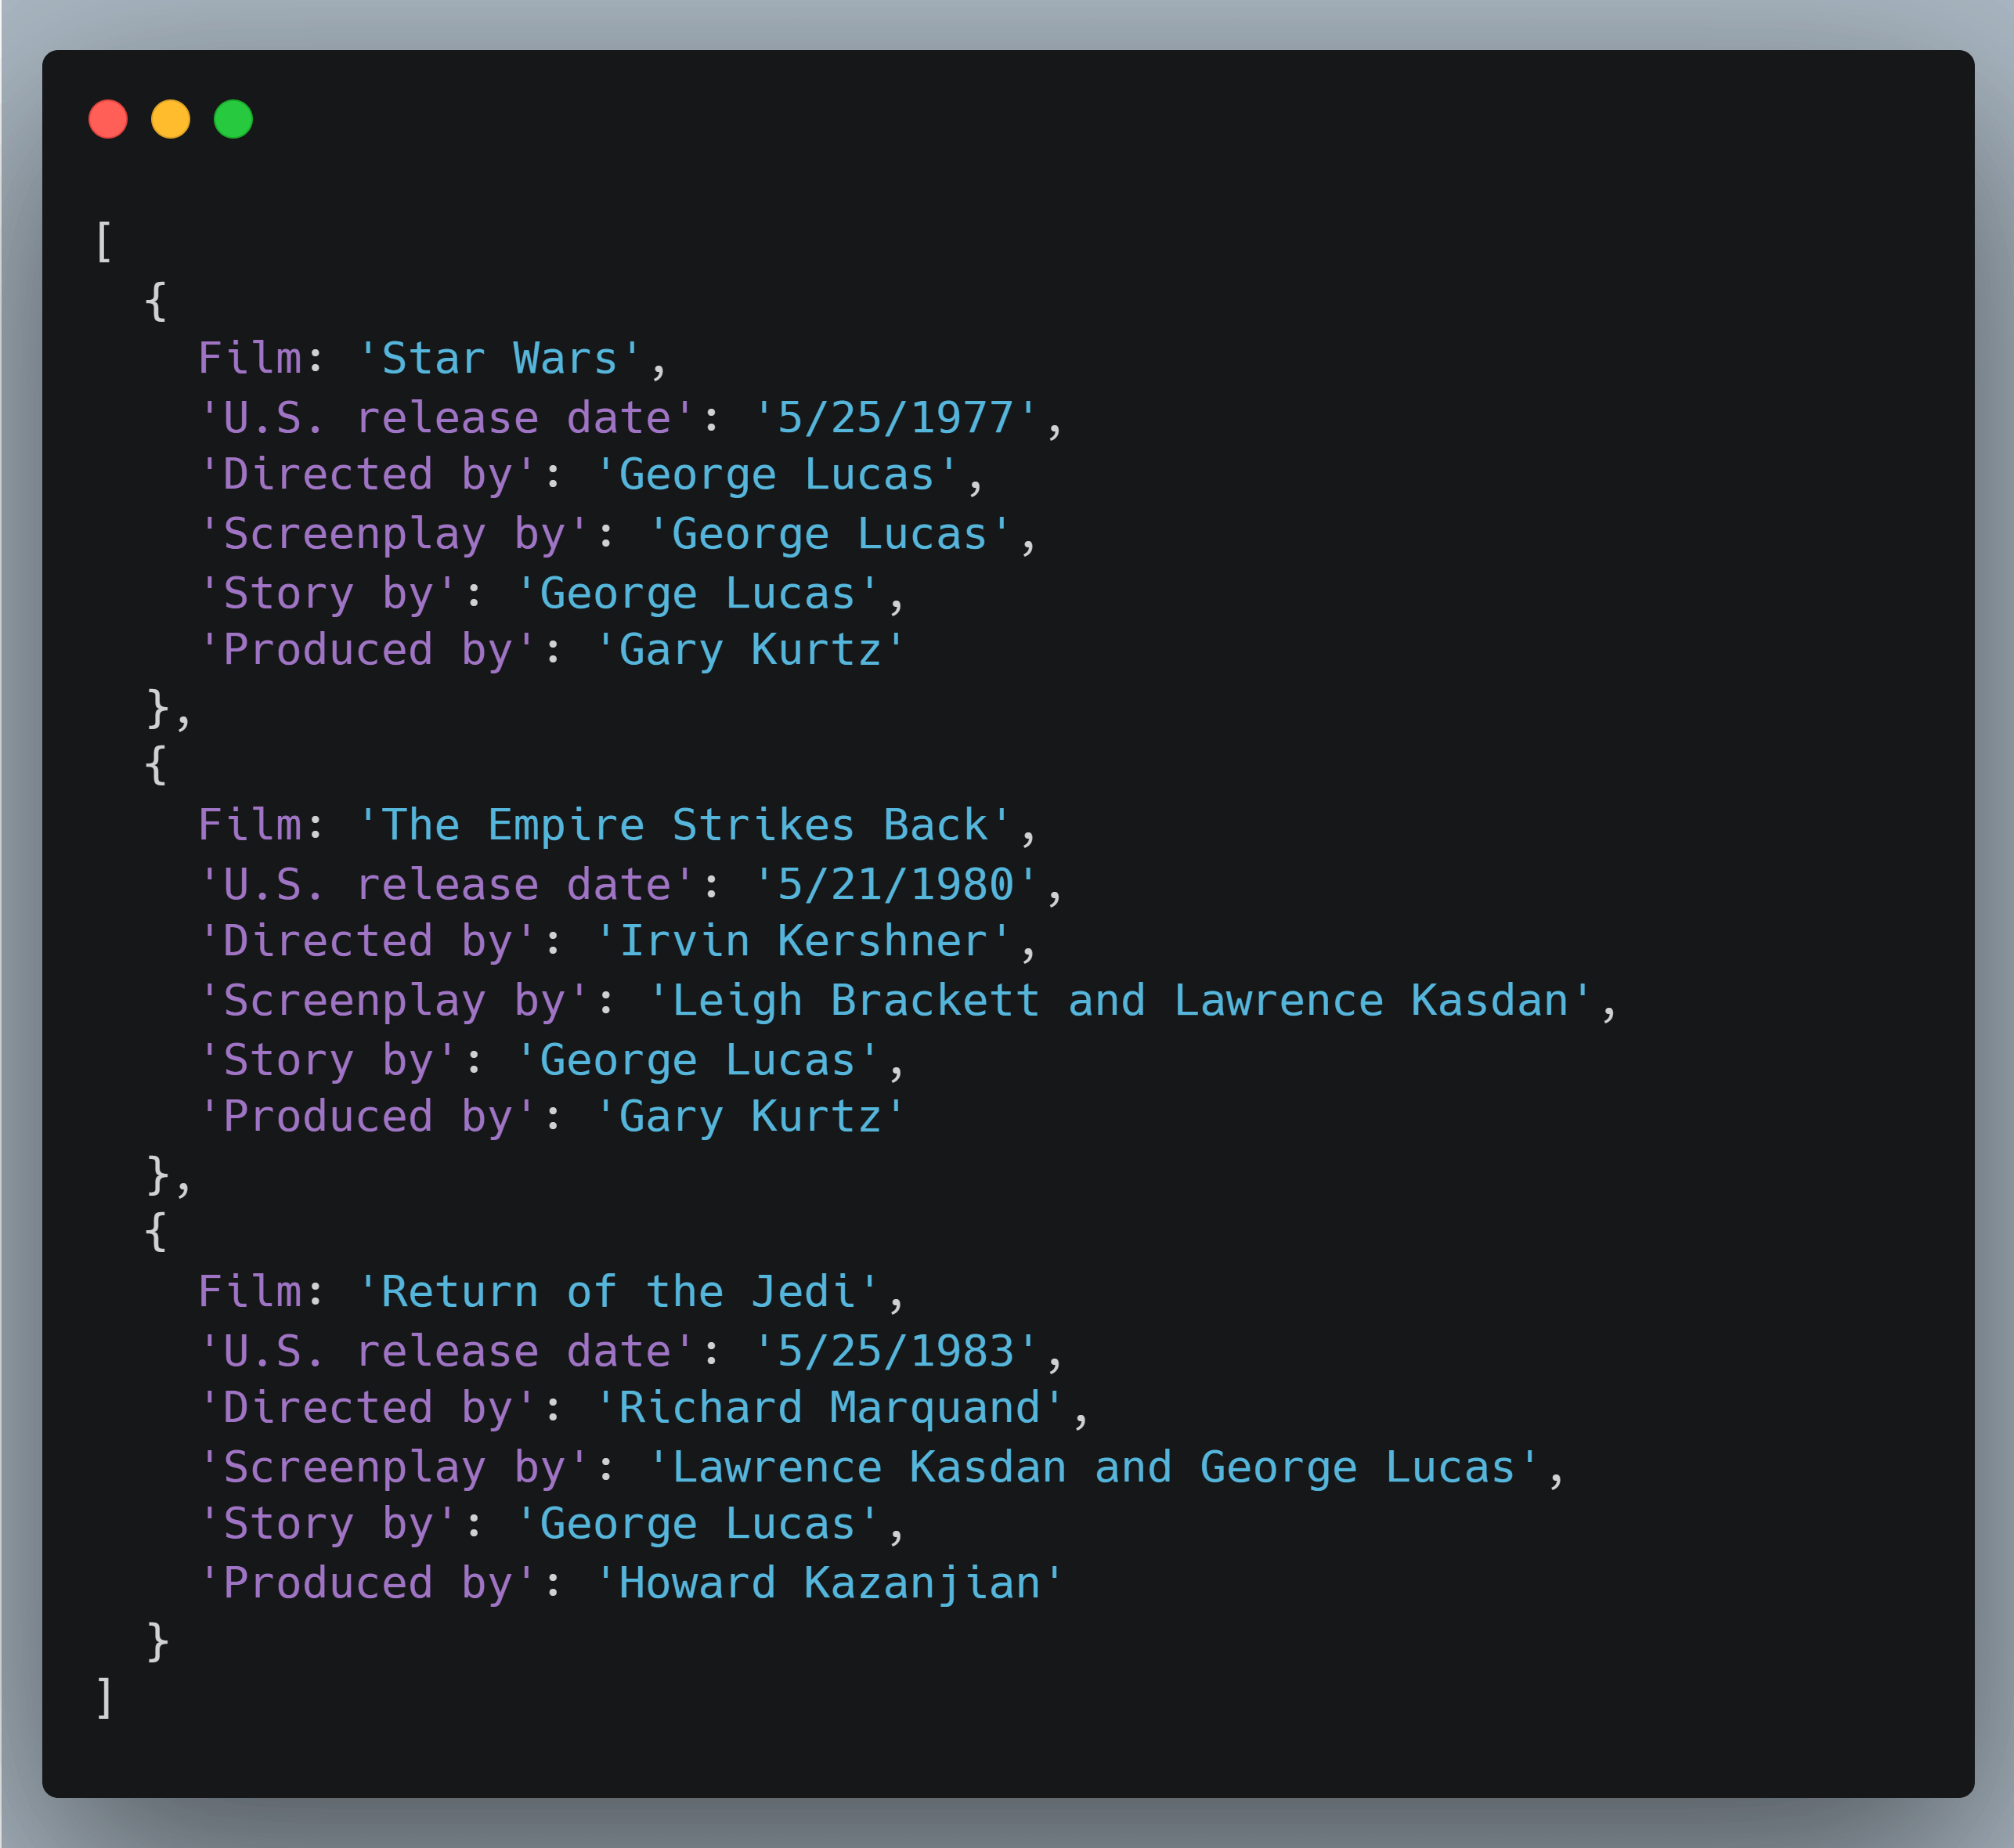 [
  {
    Film: 'Star Wars',
    'U.S. release date': '5/25/1977',
    'Directed by': 'George Lucas',
    'Screenplay by': 'George Lucas',
    'Story by': 'George Lucas',
    'Produced by': 'Gary Kurtz'
  },
  {
    Film: 'The Empire Strikes Back',
    'U.S. release date': '5/21/1980',
    'Directed by': 'Irvin Kershner',
    'Screenplay by': 'Leigh Brackett and Lawrence Kasdan',
    'Story by': 'George Lucas',
    'Produced by': 'Gary Kurtz'
  },
  {
    Film: 'Return of the Jedi',
    'U.S. release date': '5/25/1983',
    'Directed by': 'Richard Marquand',
    'Screenplay by': 'Lawrence Kasdan and George Lucas',
    'Story by': 'George Lucas',
    'Produced by': 'Howard Kazanjian'
  }
]